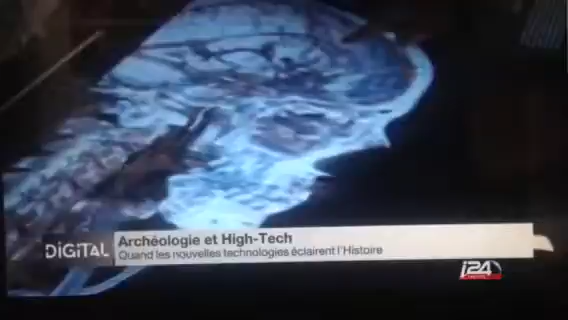 DiGiTAL
Archéologie et High-Tech
Quand les nouvelles technologies éclairent l'Histoire
i24